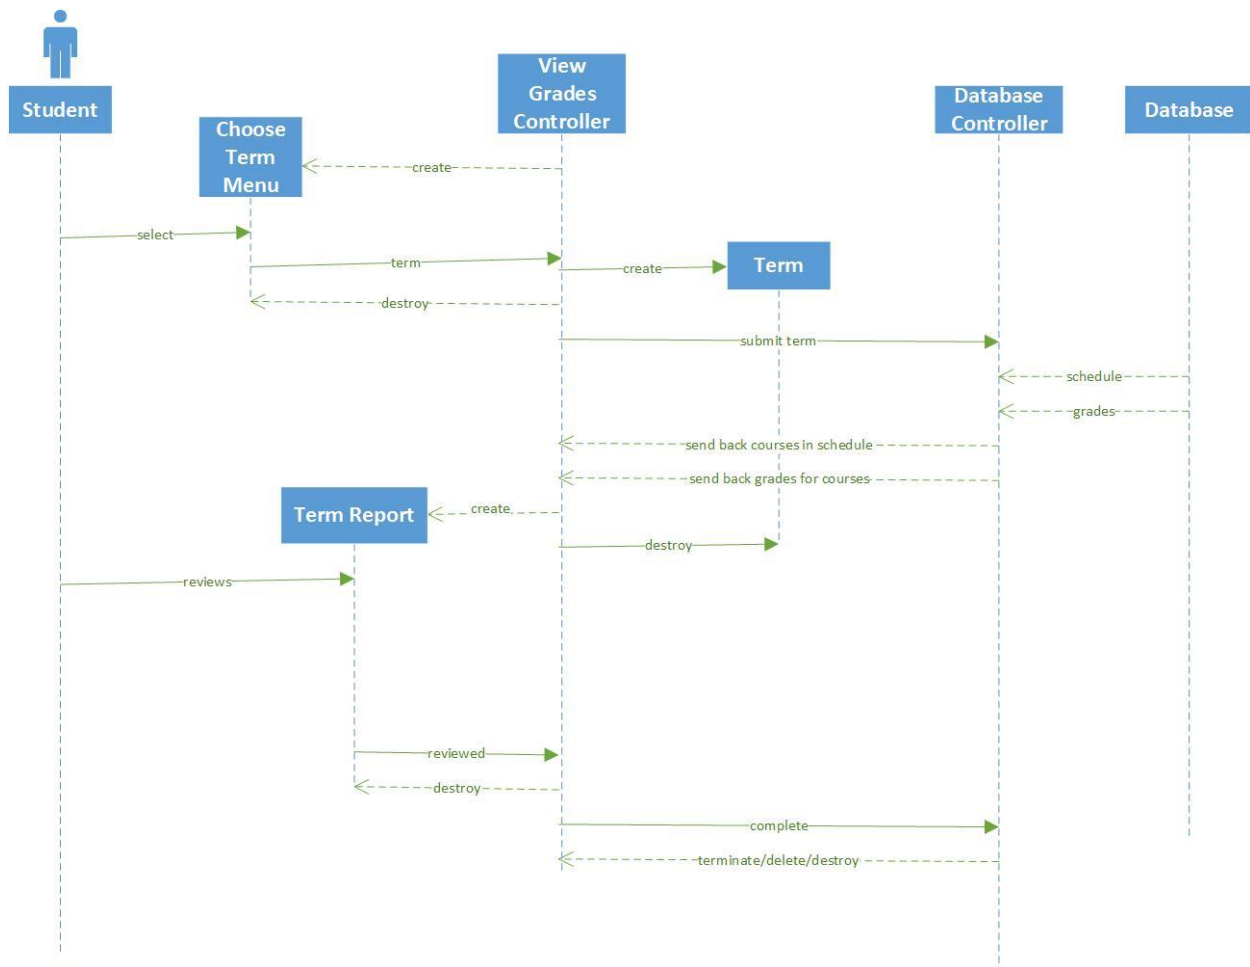 View
Grades
Controller
Database
Controller
Student
Database
Choose
Term
Menu
create
select
term
create
Term
destroy
submit term
schedule
grades
send back courses in schedule
send back grades for courses
Term Report
create
destroy
reviews
reviewed
destroy
complete
terminate/delete/destroy